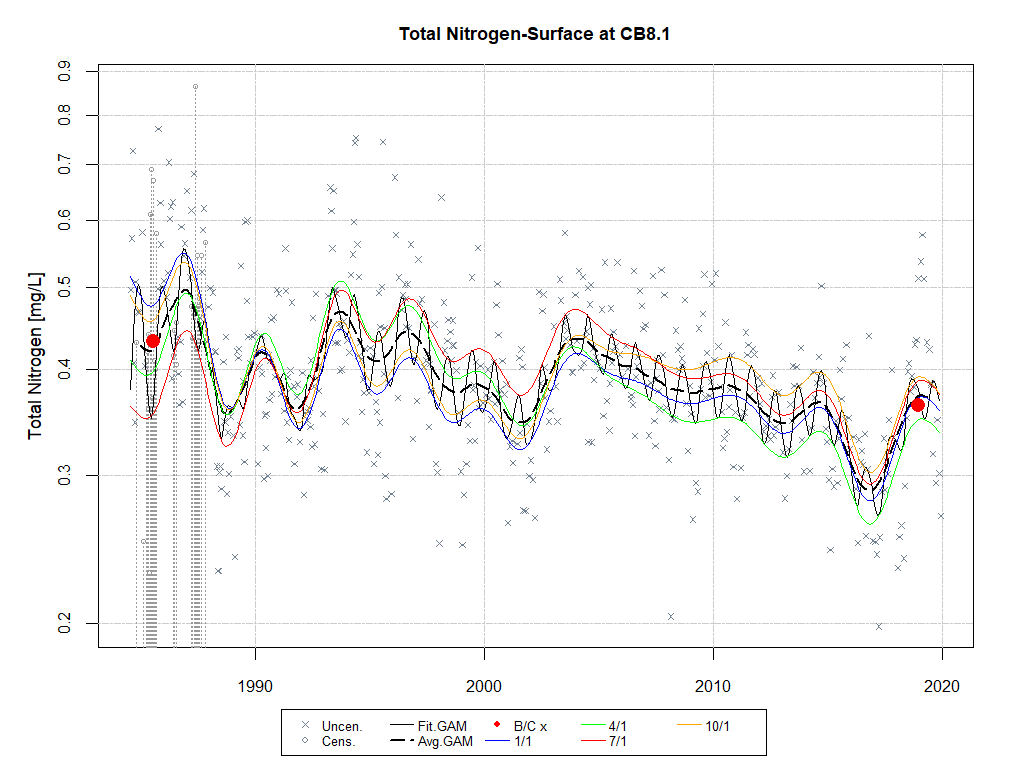 Total Nitrogen-Surface at CB8.1
Total Nitrogen [mg/L]
0.9
0.8
0.7
0.6
0.5
0.4
0.3
0.2
1990 2000 2010 2020
Uncen. Fit.GAM B/C x 4/1 10/1
Cens. Avg.GAM 1/1 7/1